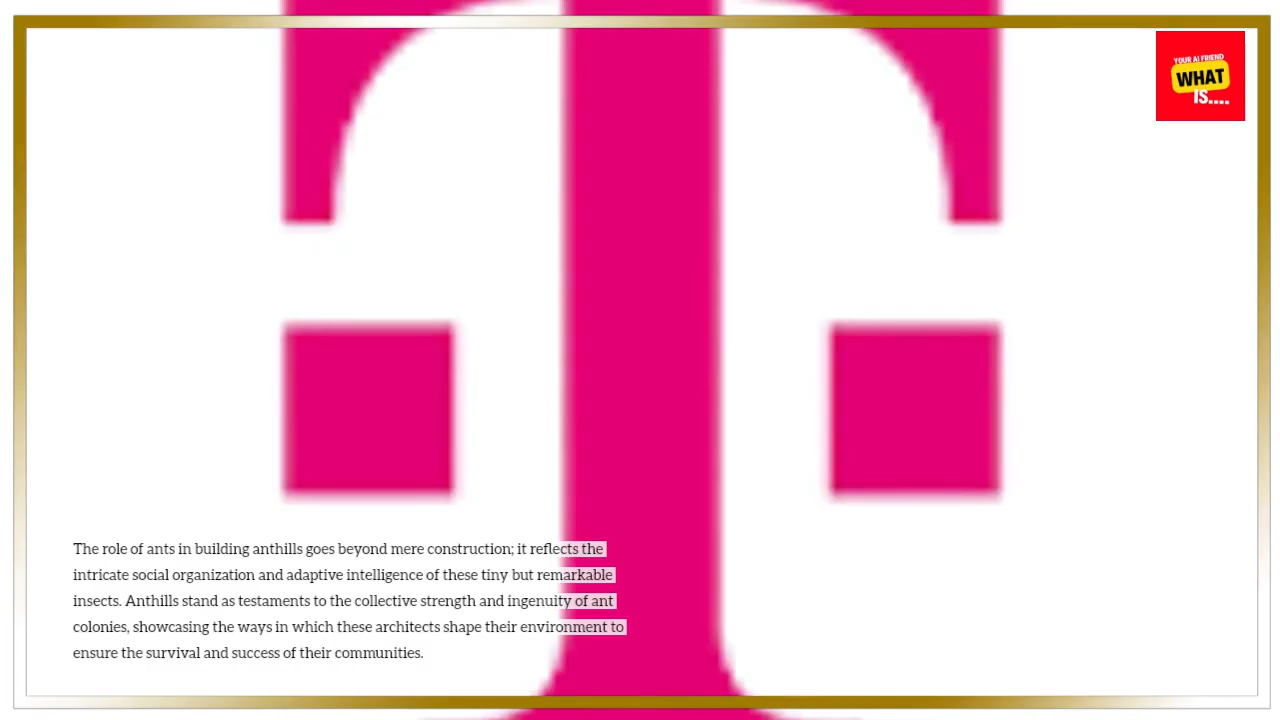 YOUR AI FRIEND
WHAT
IS....
The role of ants in building anthills goes beyond mere construction; it reflects the
intricate social organization and adaptive intelligence of these tiny but remarkable
insects. Anthills stand as testaments to the collective strength and ingenuity of ant
colonies, showcasing the ways in which these architects shape their environment to
ensure the survival and success of their communities.